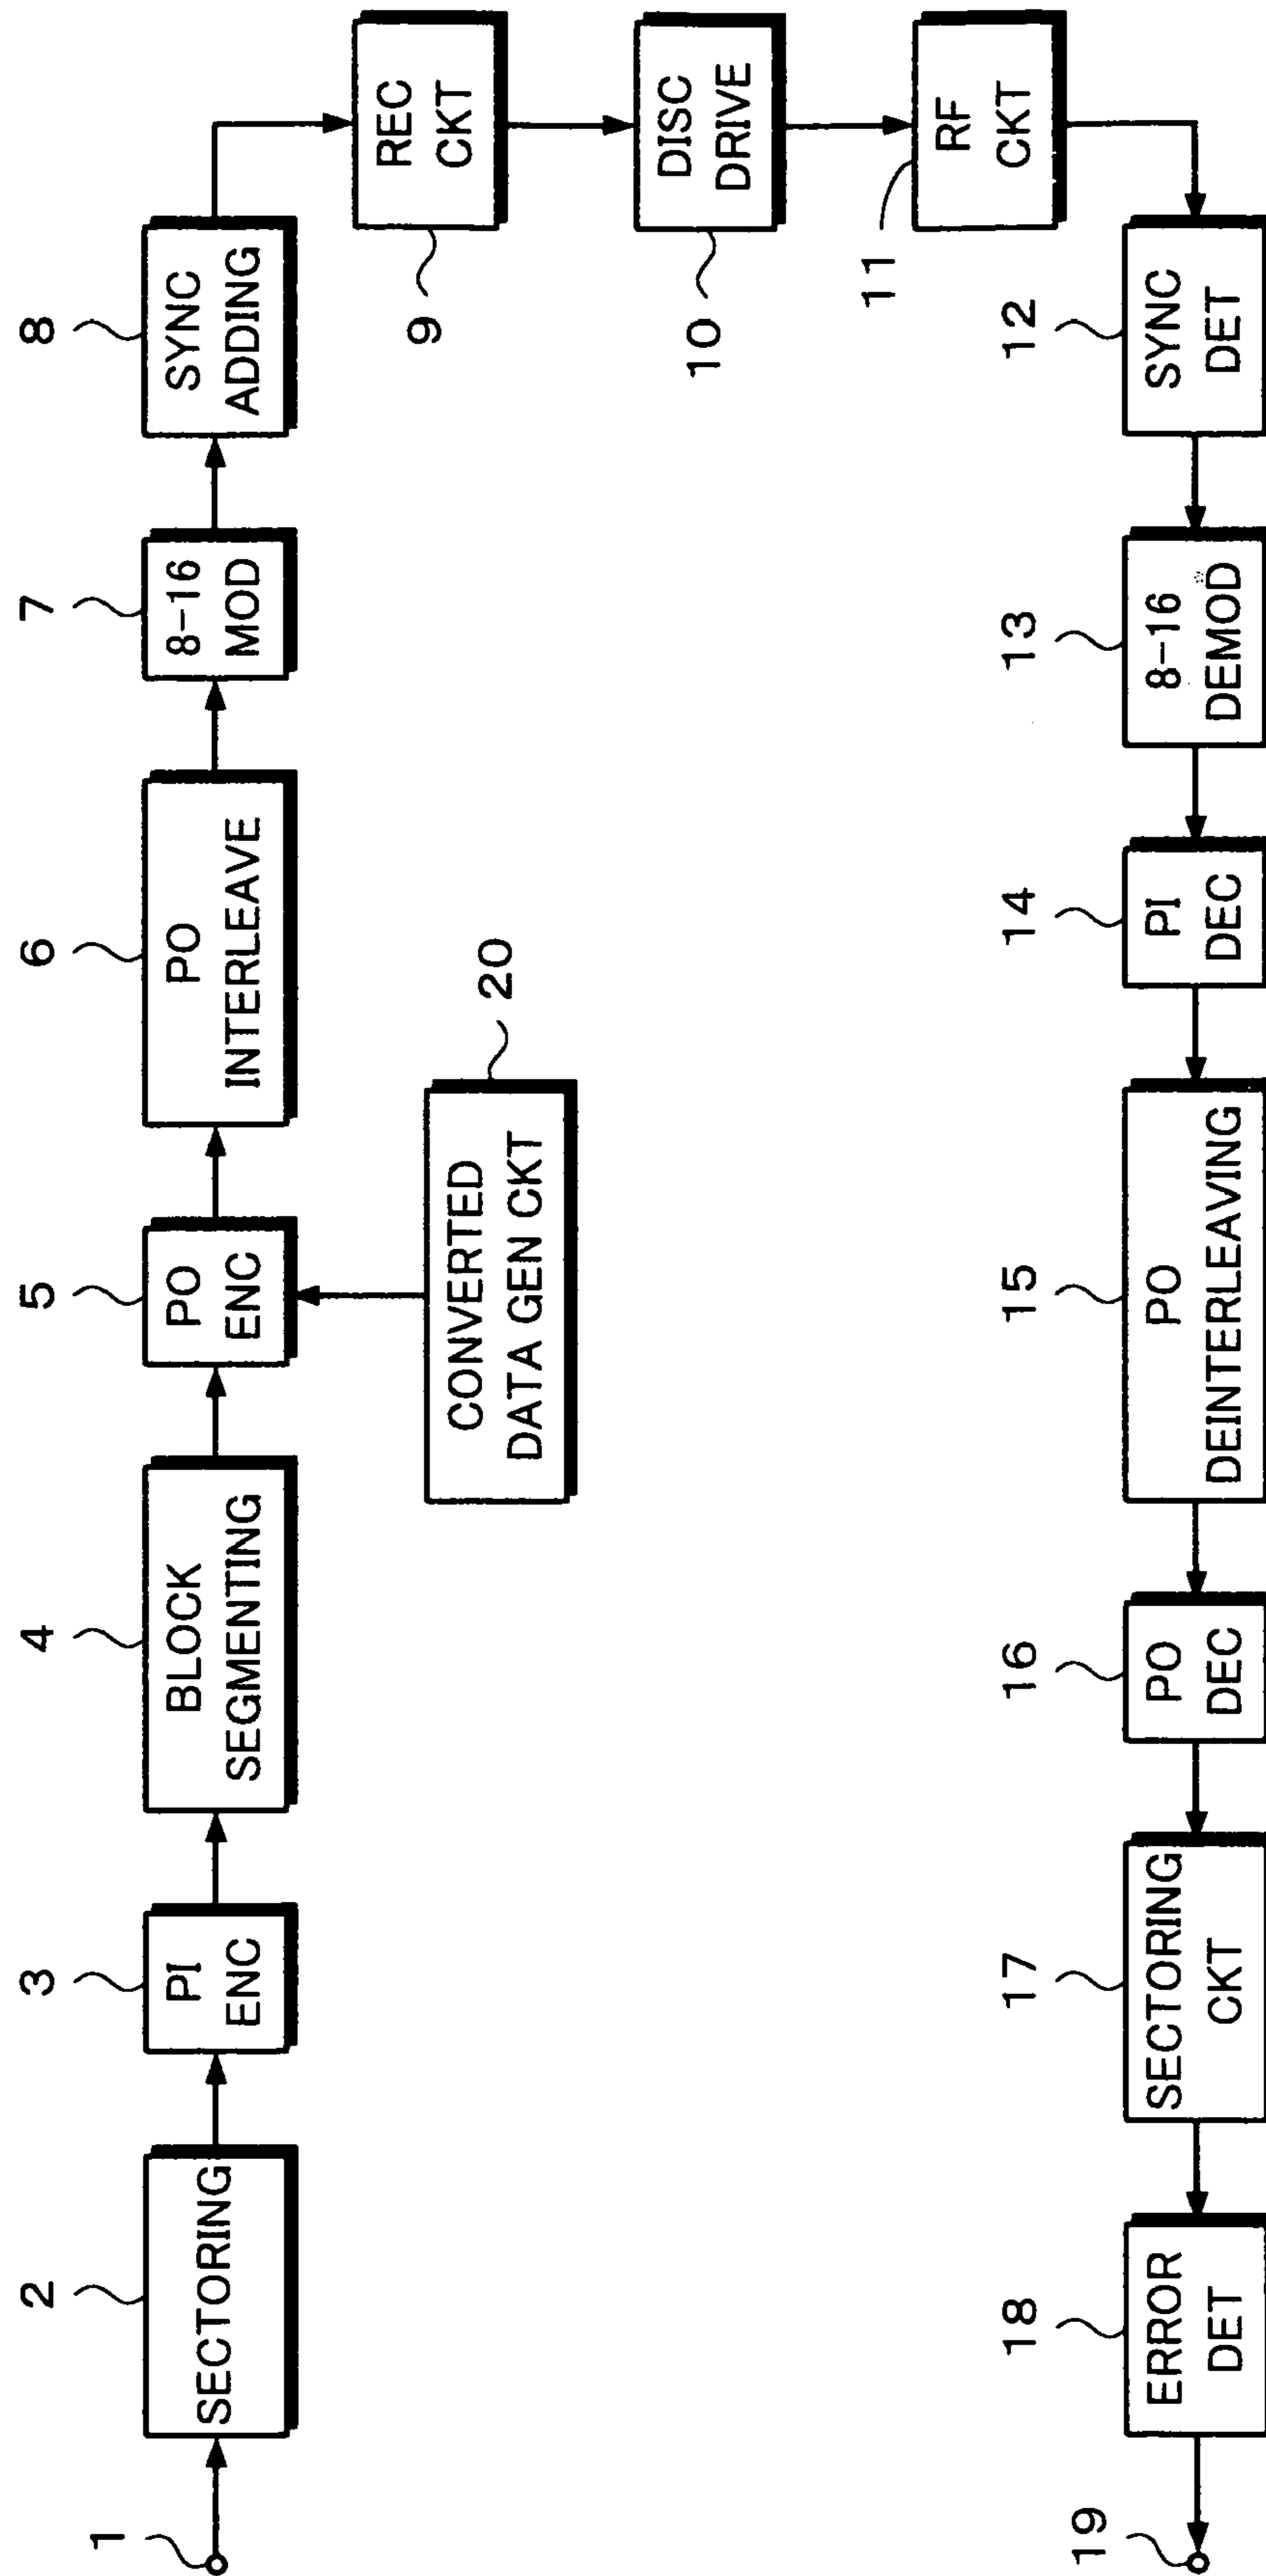 1
2
SECTORING
3
PI
ENC
4
BLOCK
SEGMENTING
5
PO
ENC
20
CONVERTED
DATA GEN CKT
6
PO
INTERLEAVE
7
8-16
MOD
8
SYNC
ADDING
9
REC
CKT
10
DISC
DRIVE
11
RF
CKT
12
SYNC
DET
13
8-16
DEMOD
14
PI
DEC
15
PO
DEINTERLEAVING
16
PO
DEC
17
SECTORING
CKT
18
ERROR
DET
19